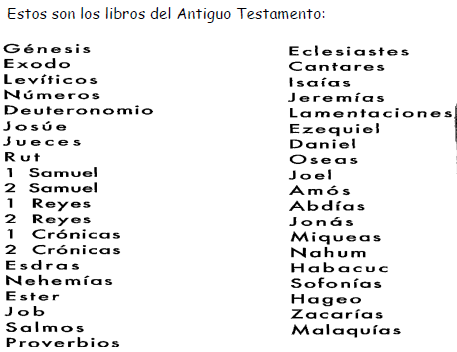 Estos son los libros del Antiguo Testamento:
Génesis
Exodo
Levíticos
Números
Deuteronomio
Josúe
Jueces
Rut
1 Samuel
2 Samuel
1 Reyes
2 Reyes
1 Crónicas
2 Crónicas
Esdras
Nehemías
Ester
Job
Salmos
Proverbios
Eclesiastes
Cantares
Isaías
Jeremías
Lamentaciones
Ezequiel
Daniel
Oseas
Joel
Amós
Abdías
Jonás
Miqueas
Nahum
Habacuc
Sofonías
Hageo
Zacarías
Malaquías